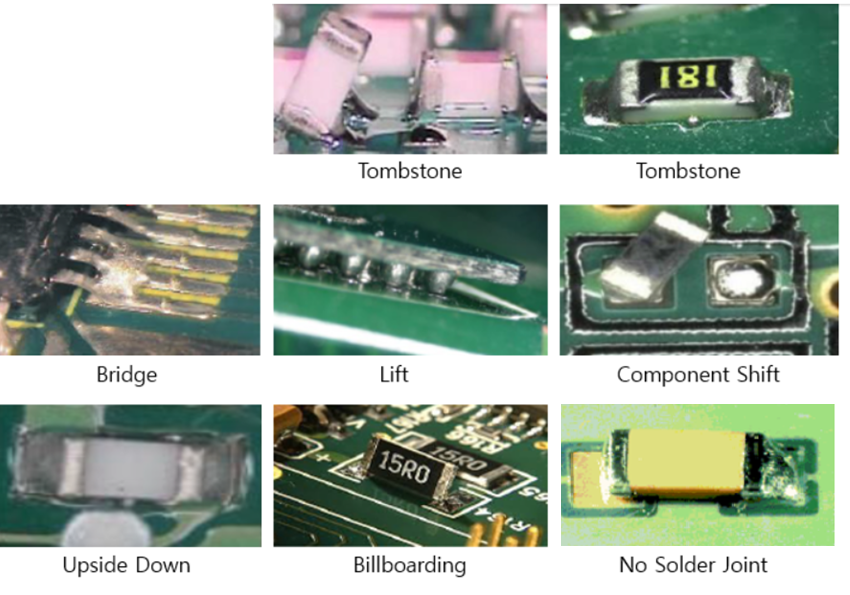 181
Tombstone
Tombstone
Bridge
Lift
Component Shift
15R0
15R0
Upside Down
Billboarding
No Solder Joint